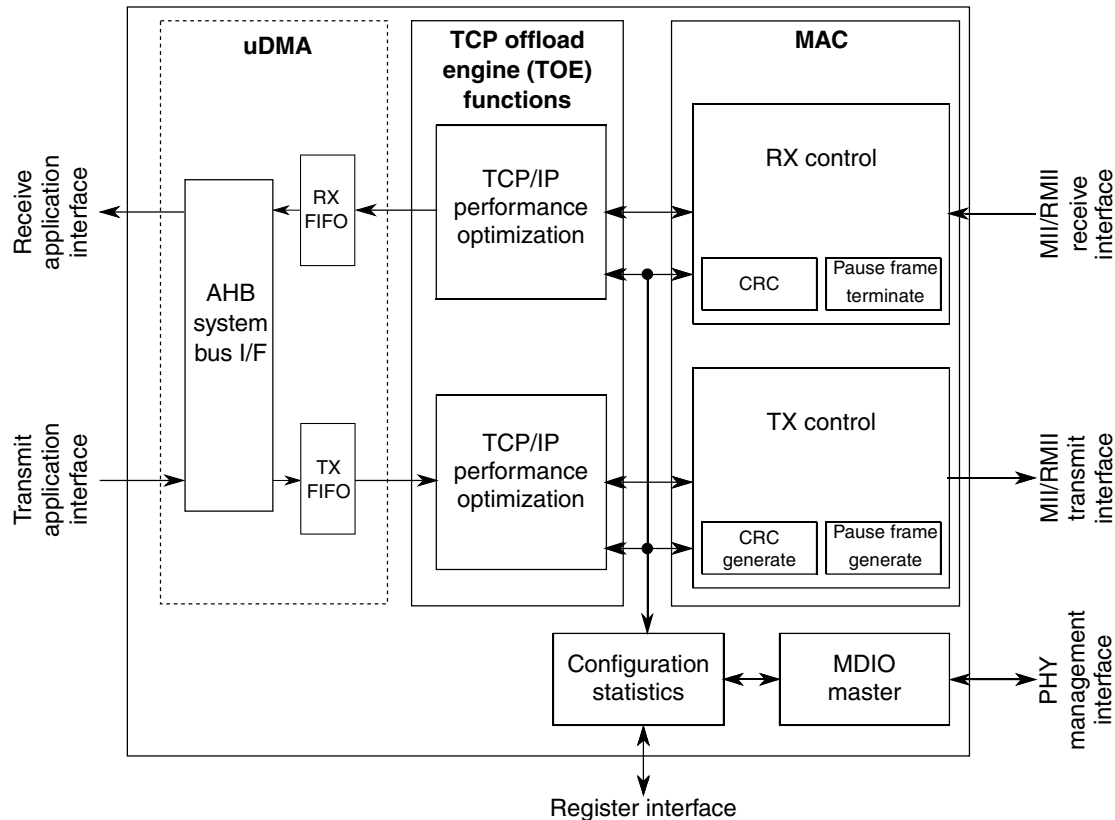 uDMA
TCP offload
engine (TOE)
functions
MAC
Receive
application
interface
RX
FIFO
TCP/IP
performance
optimization
RX control
CRC
Pause frame
terminate
MII/RMII
receive
interface
AHB
system
bus I/F
Transmit
application
interface
TX
FIFO
TCP/IP
performance
optimization
TX control
CRC
generate
Pause frame
generate
MII/RMII
transmit
interface
Configuration
statistics
MDIO
master
PHY
management
interface
Register interface